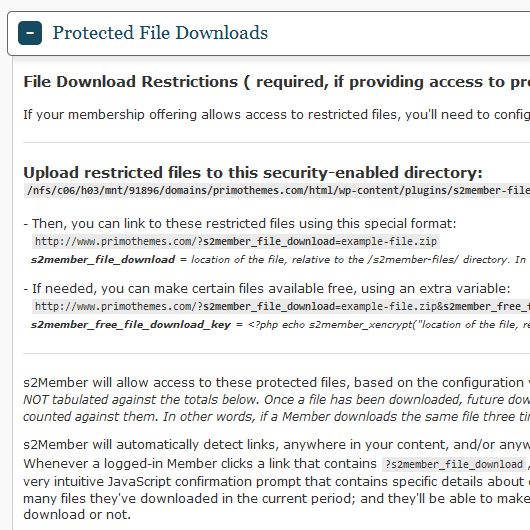 Protected File Downloads
File Download Restrictions ( required, if providing access to
If your membership offering allows access to restricted files, you'll need to
Upload restricted files to this security-enabled directory:
/nfs/c06/h03/mnt/91896/domains/primothemes.com/html/wp-content/plugins/s2member-file
- Then, you can link to these restricted files using this special format:
http://www.primothemes.com/?s2member_file_download=example-file.zip
s2member_file_download = location of the file, relative to the /s2member-files/ directory. In
- If needed, you can make certain files available free, using an extra variable:
http://www.primothemes.com/?s2member_file_download=example-file.zip&s2member_free_
s2member_free_file_download_key = <?php echo s2member_xencrypt("location of the file,
s2Member will allow access to these protected files, based on the configuration
NOT tabulated against the totals below. Once a file has been downloaded, future
counted against them. In other words, if a Member downloads the same file three
s2Member will automatically detect links, anywhere in your content, and/or
Whenever a logged-in Member clicks a link that contains ?s2member_file_download,
very intuitive JavaScript confirmation prompt that contains specific details about
many files they've downloaded in the current period; and they'll be able to make
download or not.